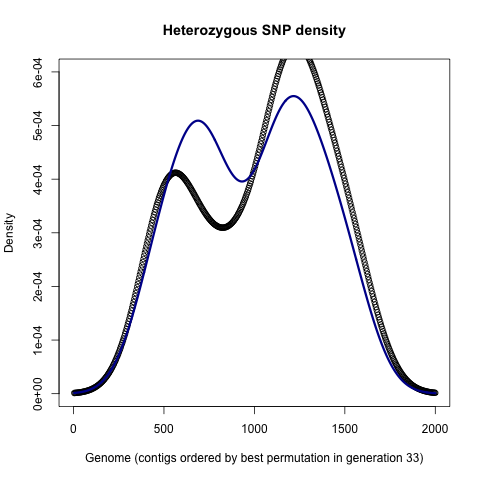 Heterozygous SNP density
6e-04
5e-04
4e-04
3e-04
2e-04
1e-04
0e+00
Density
0 500 1000 1500 2000
Genome (contigs ordered by best permutation in generation 33)